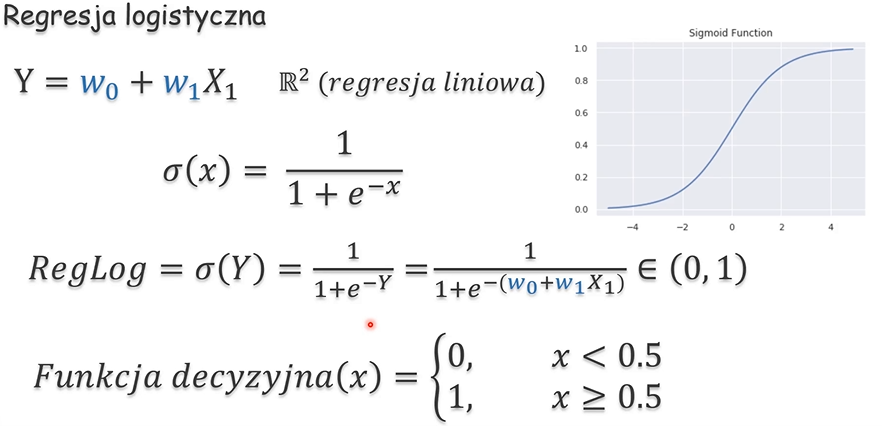 Regresja logistyczna
Y = w₀ + w₁X₁ ℝ² (regresja liniowa)
σ(x) = 1 / (1 + e⁻ˣ)
RegLog = σ(Y) = 1 / (1+e^(−Y)) = 1 / (1+e^(−(w₀+w₁X₁))) ∈ (0, 1)
Funkcja decyzyjna(x) = { 0, x < 0.5
1, x ≥ 0.5
Sigmoid Function
1.0
0.8
0.6
0.4
0.2
0.0
−4 −2 0 2 4